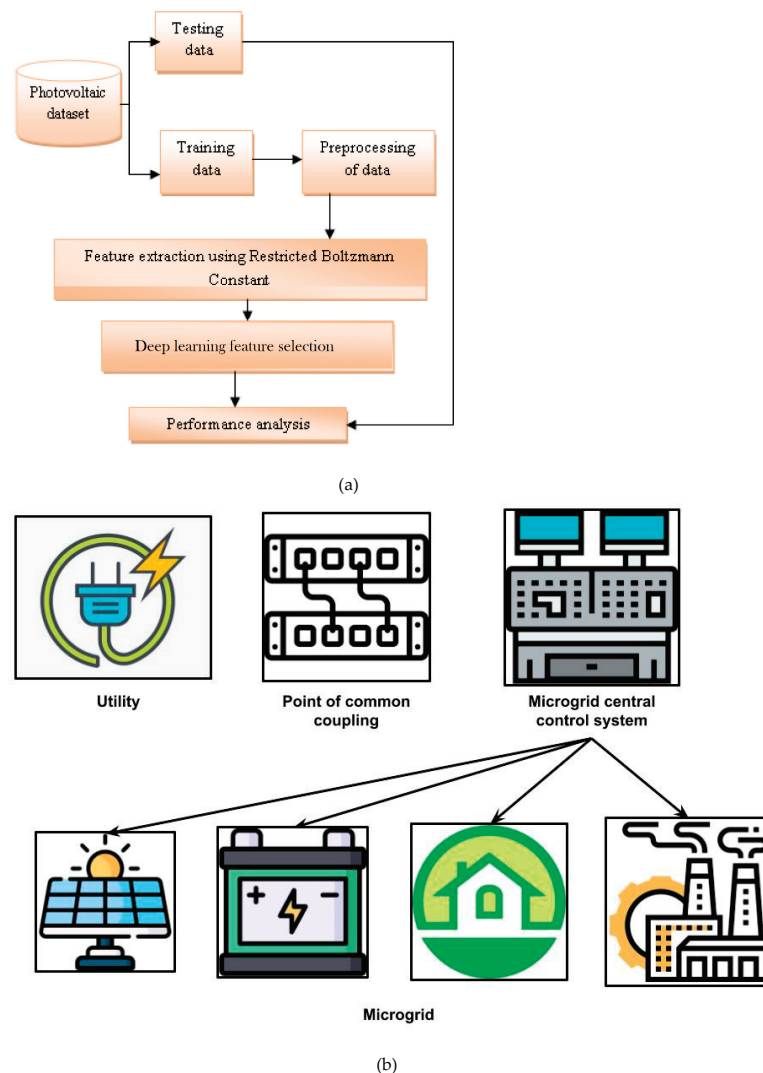 Testing
data
Photovoltaic
dataset
Training
data
Preprocessing
of data
Feature extraction using Restricted Boltzmann
Constant
Deep learning feature selection
Performance analysis
(a)
Utility
Point of common
coupling
Microgrid central
control system
Microgrid
(b)